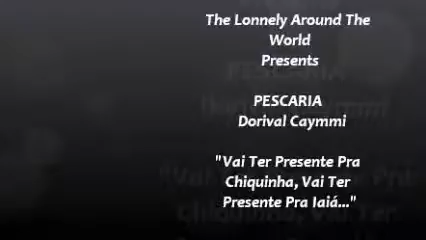 The Lonnely Around The
World
Presents
PESCARIA
Dorival Caymmi
"Vai Ter Presente Pra
Chiquinha, Vai Ter
Presente Pra Iaiá..."